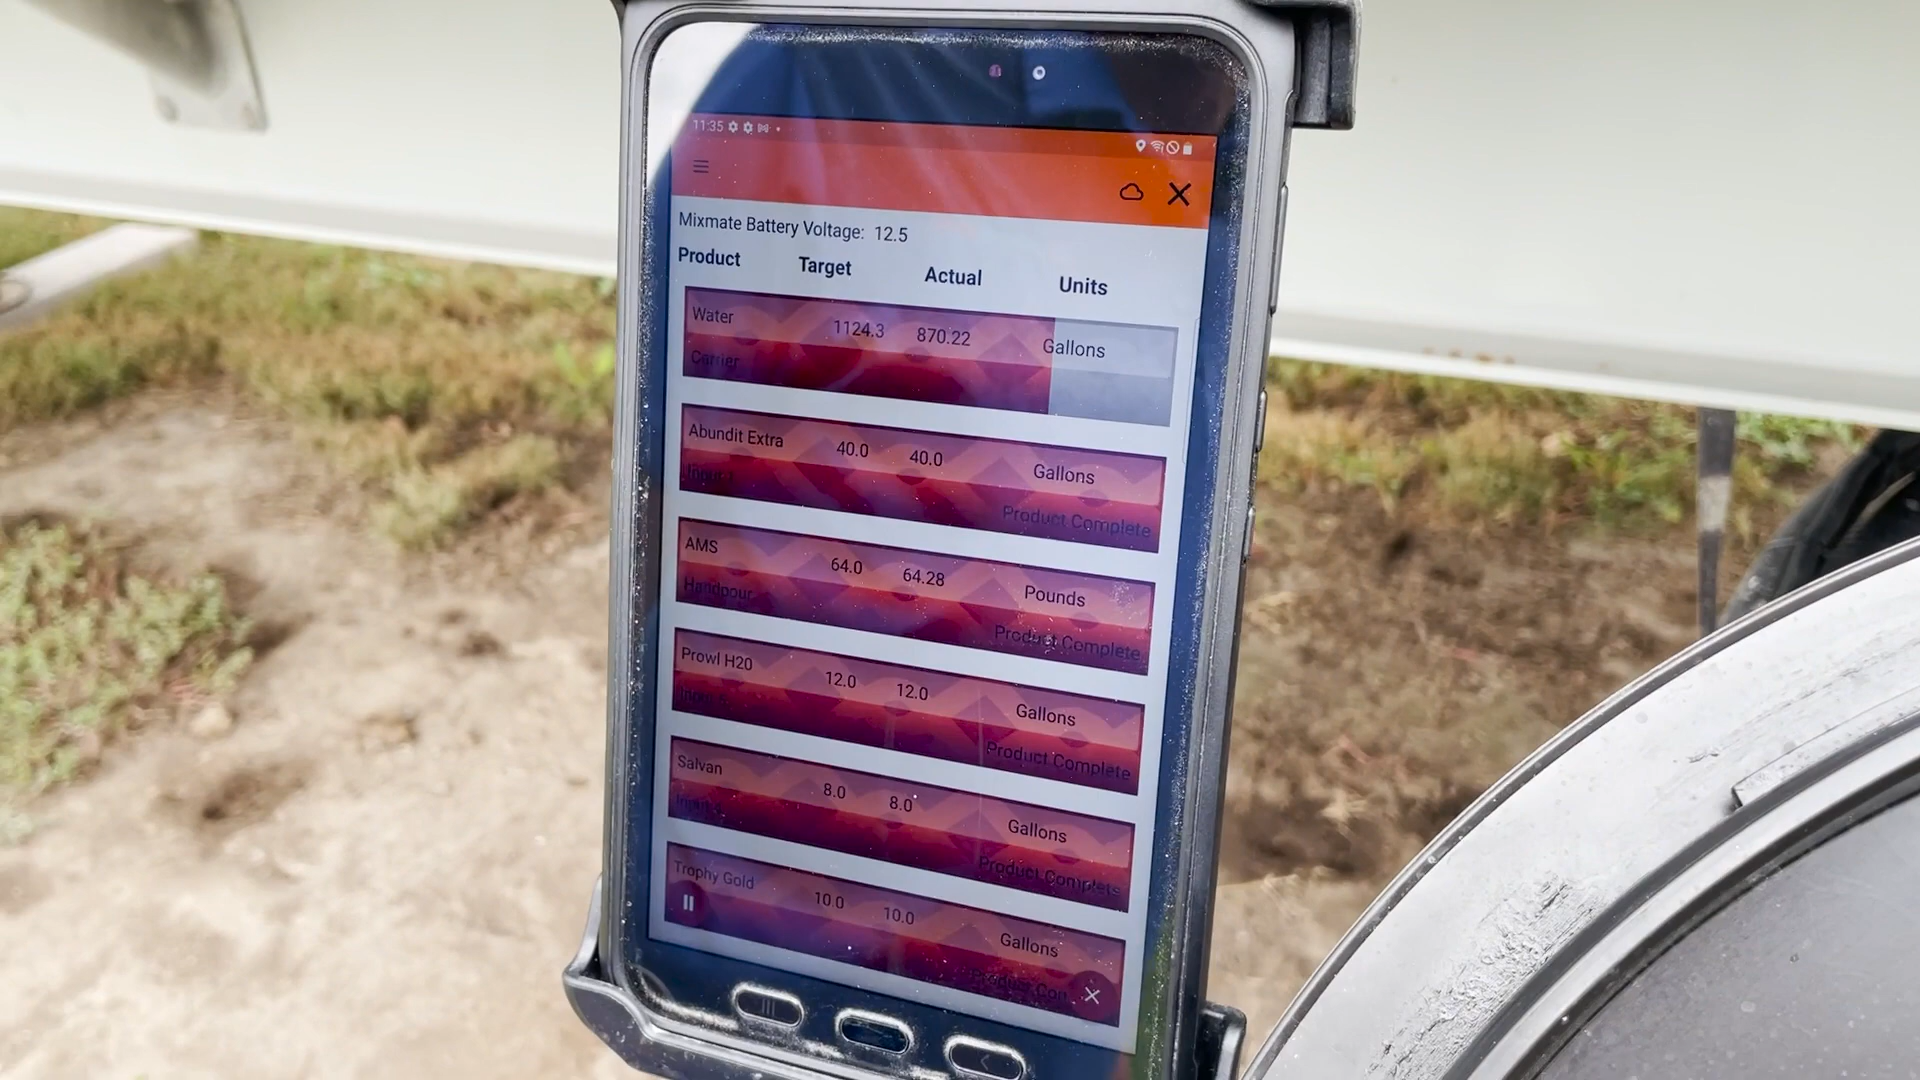 11:35
Mixmate Battery Voltage: 12.5
Product Target Actual Units
Water 1124.3 870.22 Gallons
Carrier
Abundit Extra 40.0 40.0 Gallons
Product Complete
AMS 64.0 64.28 Pounds
Handpour
Product Complete
Prowl H20 12.0 12.0 Gallons
Product Complete
Salvan 8.0 8.0 Gallons
Product Complete
Trophy Gold 10.0 10.0 Gallons
Product Com